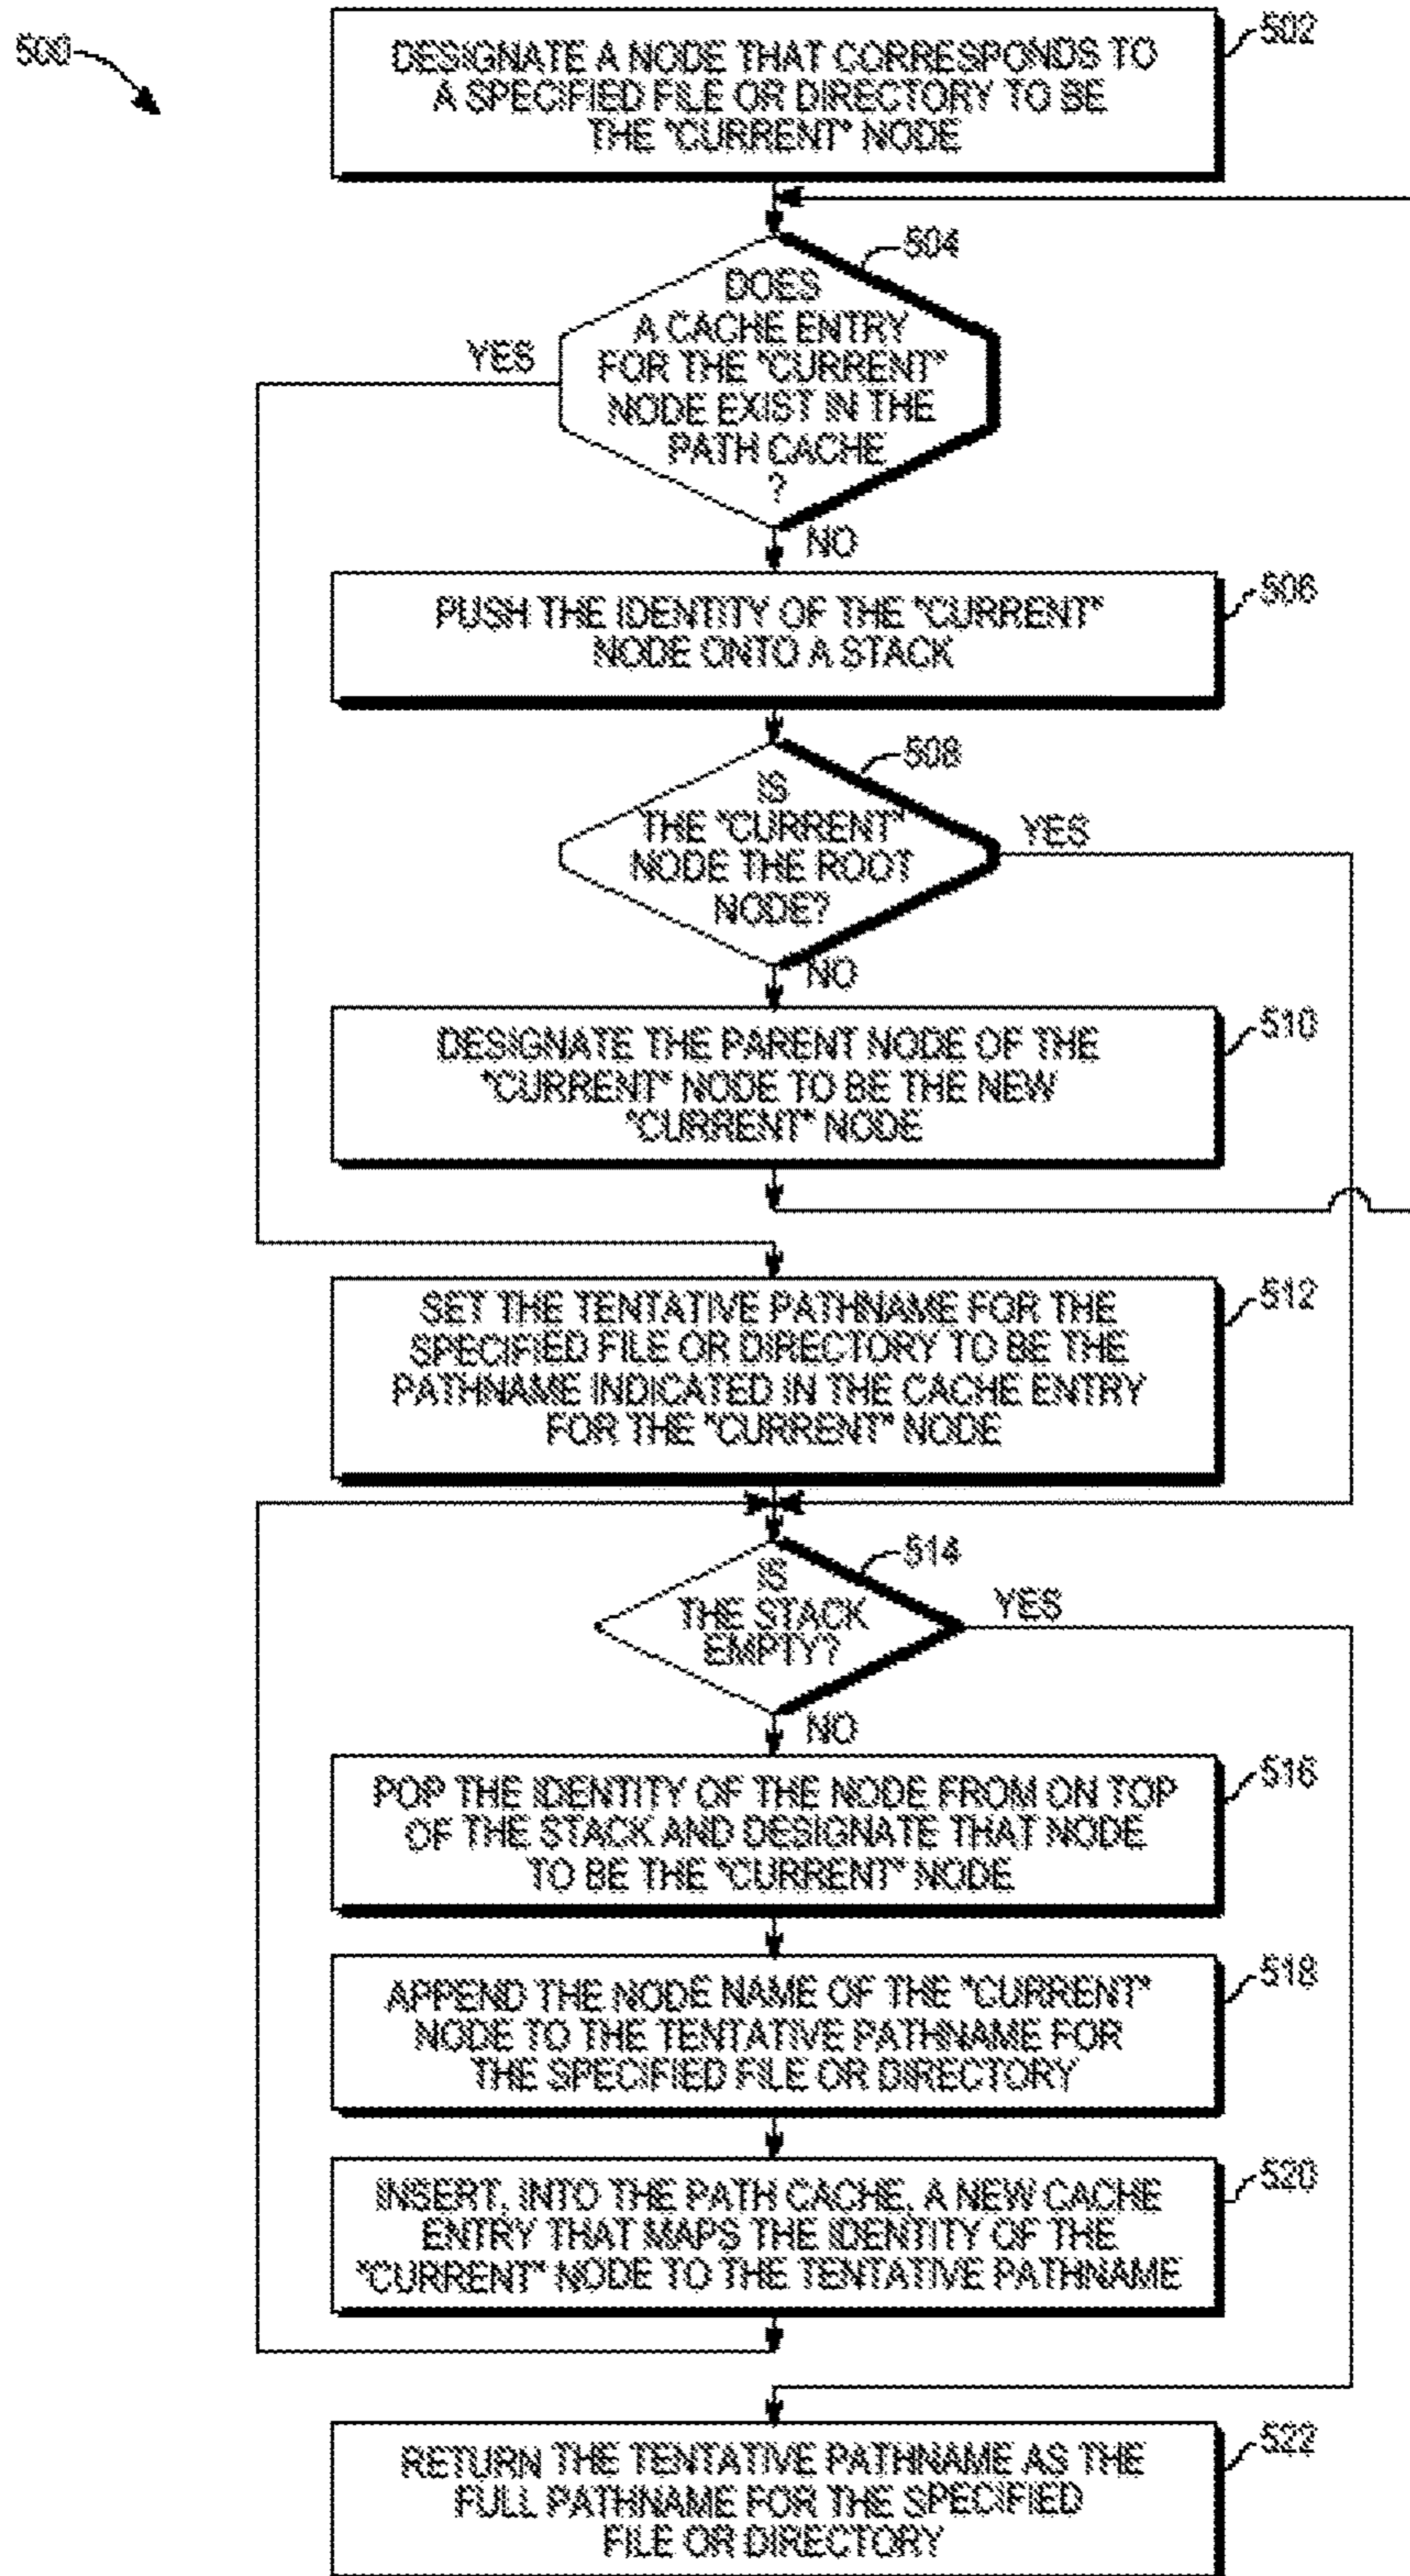 500
502
DESIGNATE A NODE THAT CORRESPONDS TO
A SPECIFIED FILE OR DIRECTORY TO BE
THE "CURRENT" NODE
504
DOES
A CACHE ENTRY
FOR THE "CURRENT"
NODE EXIST IN THE
PATH CACHE
?
YES
NO
506
PUSH THE IDENTITY OF THE "CURRENT"
NODE ONTO A STACK
508
IS
THE "CURRENT"
NODE THE ROOT
NODE?
YES
NO
510
DESIGNATE THE PARENT NODE OF THE
"CURRENT" NODE TO BE THE NEW
"CURRENT" NODE
512
SET THE TENTATIVE PATHNAME FOR THE
SPECIFIED FILE OR DIRECTORY TO BE THE
PATHNAME INDICATED IN THE CACHE ENTRY
FOR THE "CURRENT" NODE
514
IS
THE STACK
EMPTY?
YES
NO
516
POP THE IDENTITY OF THE NODE FROM ON TOP
OF THE STACK AND DESIGNATE THAT NODE
TO BE THE "CURRENT" NODE
518
APPEND THE NODE NAME OF THE "CURRENT"
NODE TO THE TENTATIVE PATHNAME FOR
THE SPECIFIED FILE OR DIRECTORY
520
INSERT, INTO THE PATH CACHE, A NEW CACHE
ENTRY THAT MAPS THE IDENTITY OF THE
"CURRENT" NODE TO THE TENTATIVE PATHNAME
522
RETURN THE TENTATIVE PATHNAME AS THE
FULL PATHNAME FOR THE SPECIFIED
FILE OR DIRECTORY